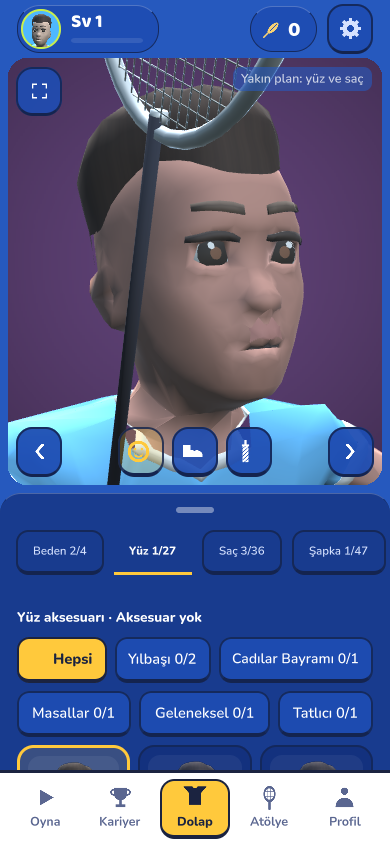 Sv 1
0
Yakın plan: yüz ve saç
Beden 2/4
Yüz 1/27
Saç 3/36
Şapka 1/47
Yüz aksesuarı · Aksesuar yok
Hepsi
Yılbaşı 0/2
Cadılar Bayramı 0/1
Masallar 0/1
Geleneksel 0/1
Tatlıcı 0/1
Oyna
Kariyer
Dolap
Atölye
Profil